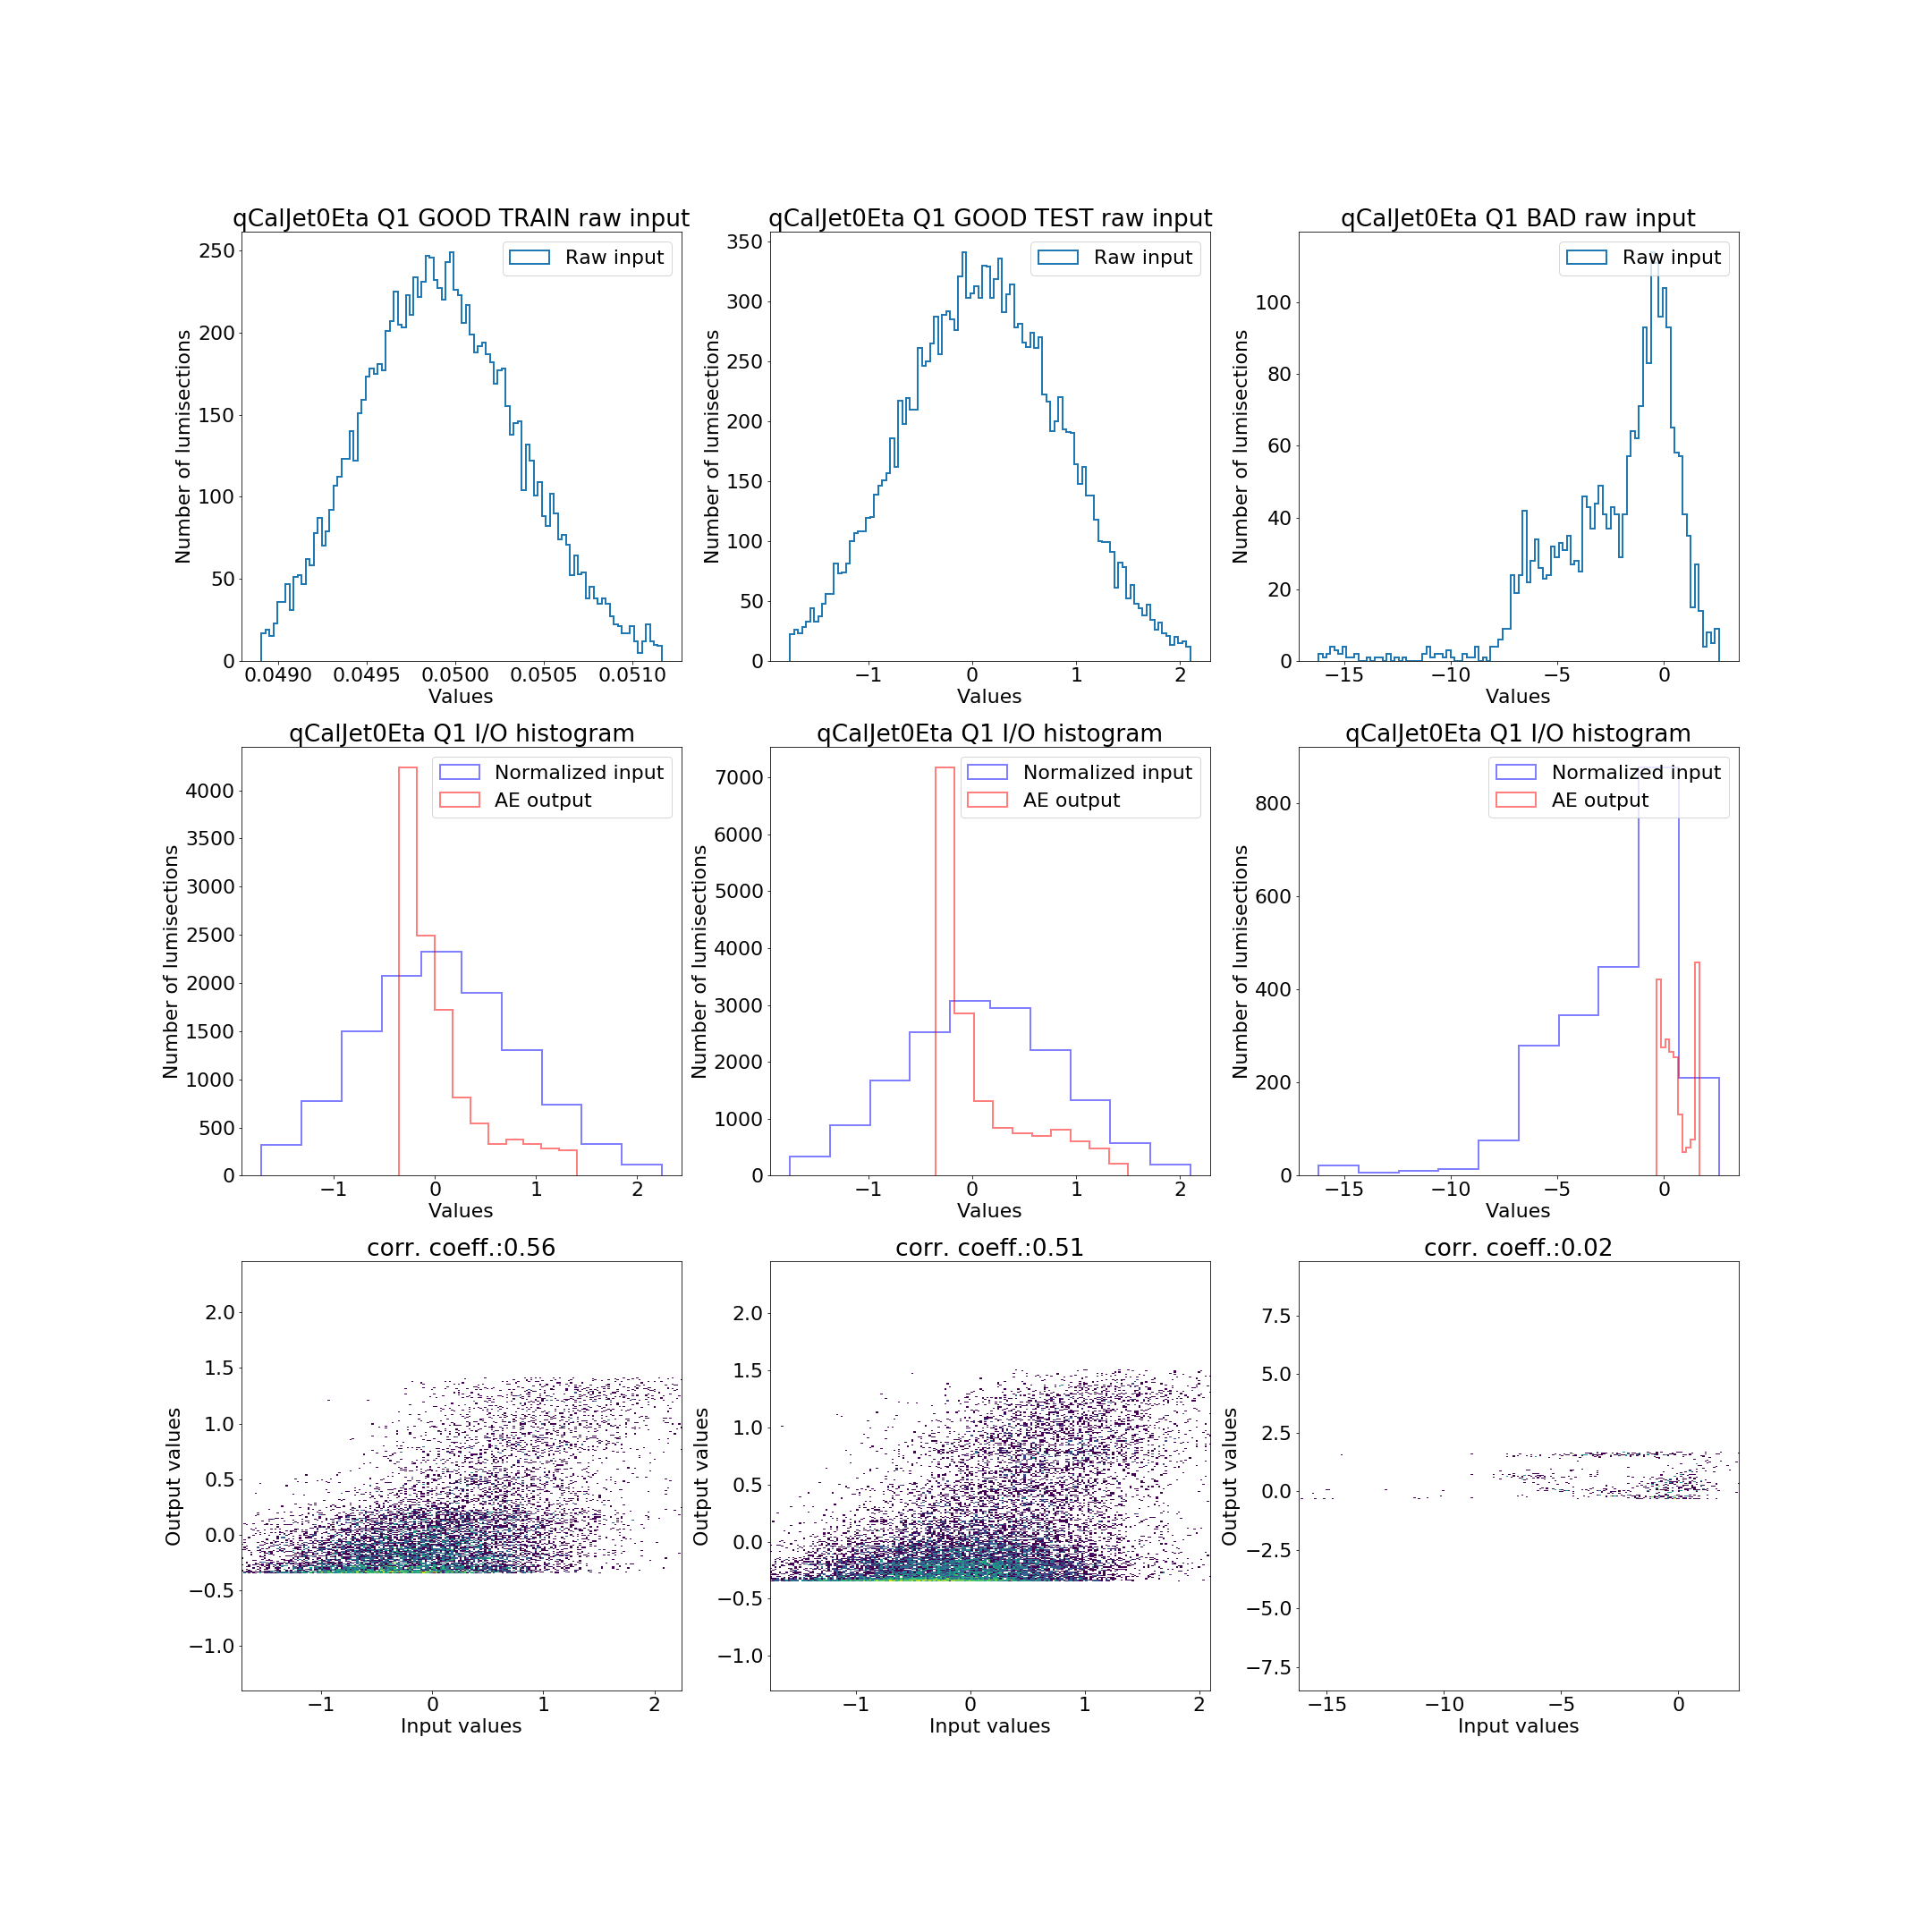 qCalJet0Eta Q1 GOOD TRAIN raw input
qCalJet0Eta Q1 GOOD TEST raw input
qCalJet0Eta Q1 BAD raw input
Number of lumisections
250
200
150
100
50
0
Raw input
0.0490 0.0495 0.0500 0.0505 0.0510
Values
Number of lumisections
350
300
250
200
150
100
50
0
Raw input
−1 0 1 2
Values
Number of lumisections
100
80
60
40
20
0
Raw input
−15 −10 −5 0
Values
qCalJet0Eta Q1 I/O histogram
qCalJet0Eta Q1 I/O histogram
qCalJet0Eta Q1 I/O histogram
Number of lumisections
4000
3500
3000
2500
2000
1500
1000
500
0
Normalized input
AE output
−1 0 1 2
Values
Number of lumisections
7000
6000
5000
4000
3000
2000
1000
0
Normalized input
AE output
−1 0 1 2
Values
Number of lumisections
800
600
400
200
0
Normalized input
AE output
−15 −10 −5 0
Values
corr. coeff.:0.56
corr. coeff.:0.51
corr. coeff.:0.02
Output values
2.0
1.5
1.0
0.5
0.0
−0.5
−1.0
−1 0 1 2
Input values
Output values
2.0
1.5
1.0
0.5
0.0
−0.5
−1.0
−1 0 1 2
Input values
Output values
7.5
5.0
2.5
0.0
−2.5
−5.0
−7.5
−15 −10 −5 0
Input values